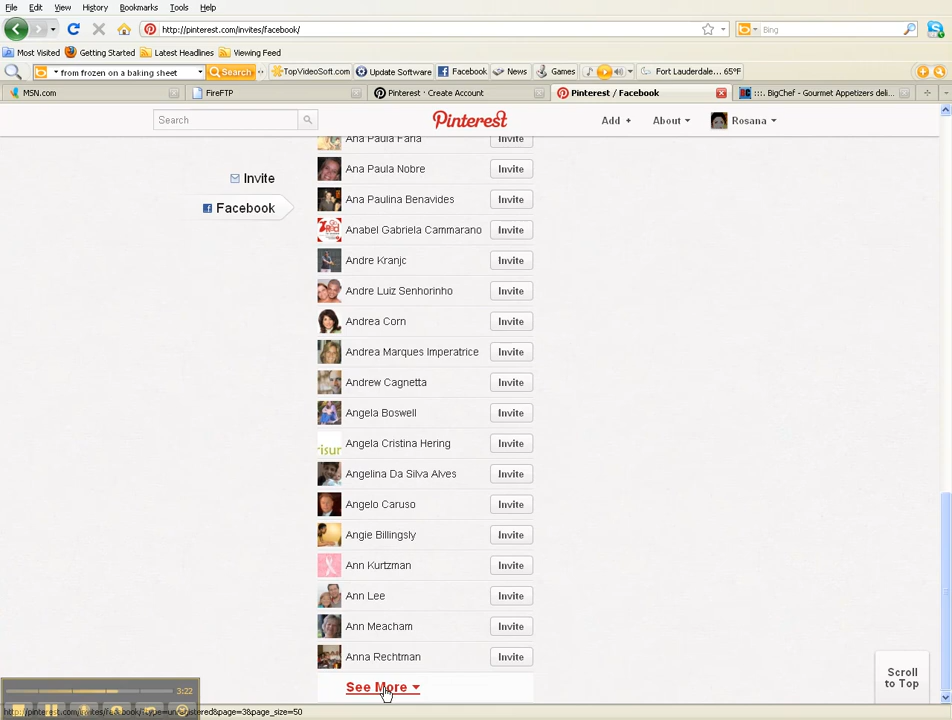 File Edit View History Bookmarks Tools Help
http://pinterest.com/invites/facebook/ Bing
Most Visited Getting Started Latest Headlines Viewing Feed
from frozen on a baking sheet Search TopVideoSoft.com Update Software Facebook News Games Fort Lauderdale... 65°F
MSN.com FireFTP Pinterest · Create Account Pinterest / Facebook :::. BigChef - Gourmet Appetizers deli...
Search Pinterest Add + About Rosana
Ana Paula Faria Invite
Ana Paula Nobre Invite
Invite
Ana Paulina Benavides Invite
Facebook
Anabel Gabriela Cammarano Invite
Andre Kranjc Invite
Andre Luiz Senhorinho Invite
Andrea Corn Invite
Andrea Marques Imperatrice Invite
Andrew Cagnetta Invite
Angela Boswell Invite
Angela Cristina Hering Invite
Angelina Da Silva Alves Invite
Angelo Caruso Invite
Angie Billingsly Invite
Ann Kurtzman Invite
Ann Lee Invite
Ann Meacham Invite
Anna Rechtman Invite
Scroll
to Top
See More
3:22